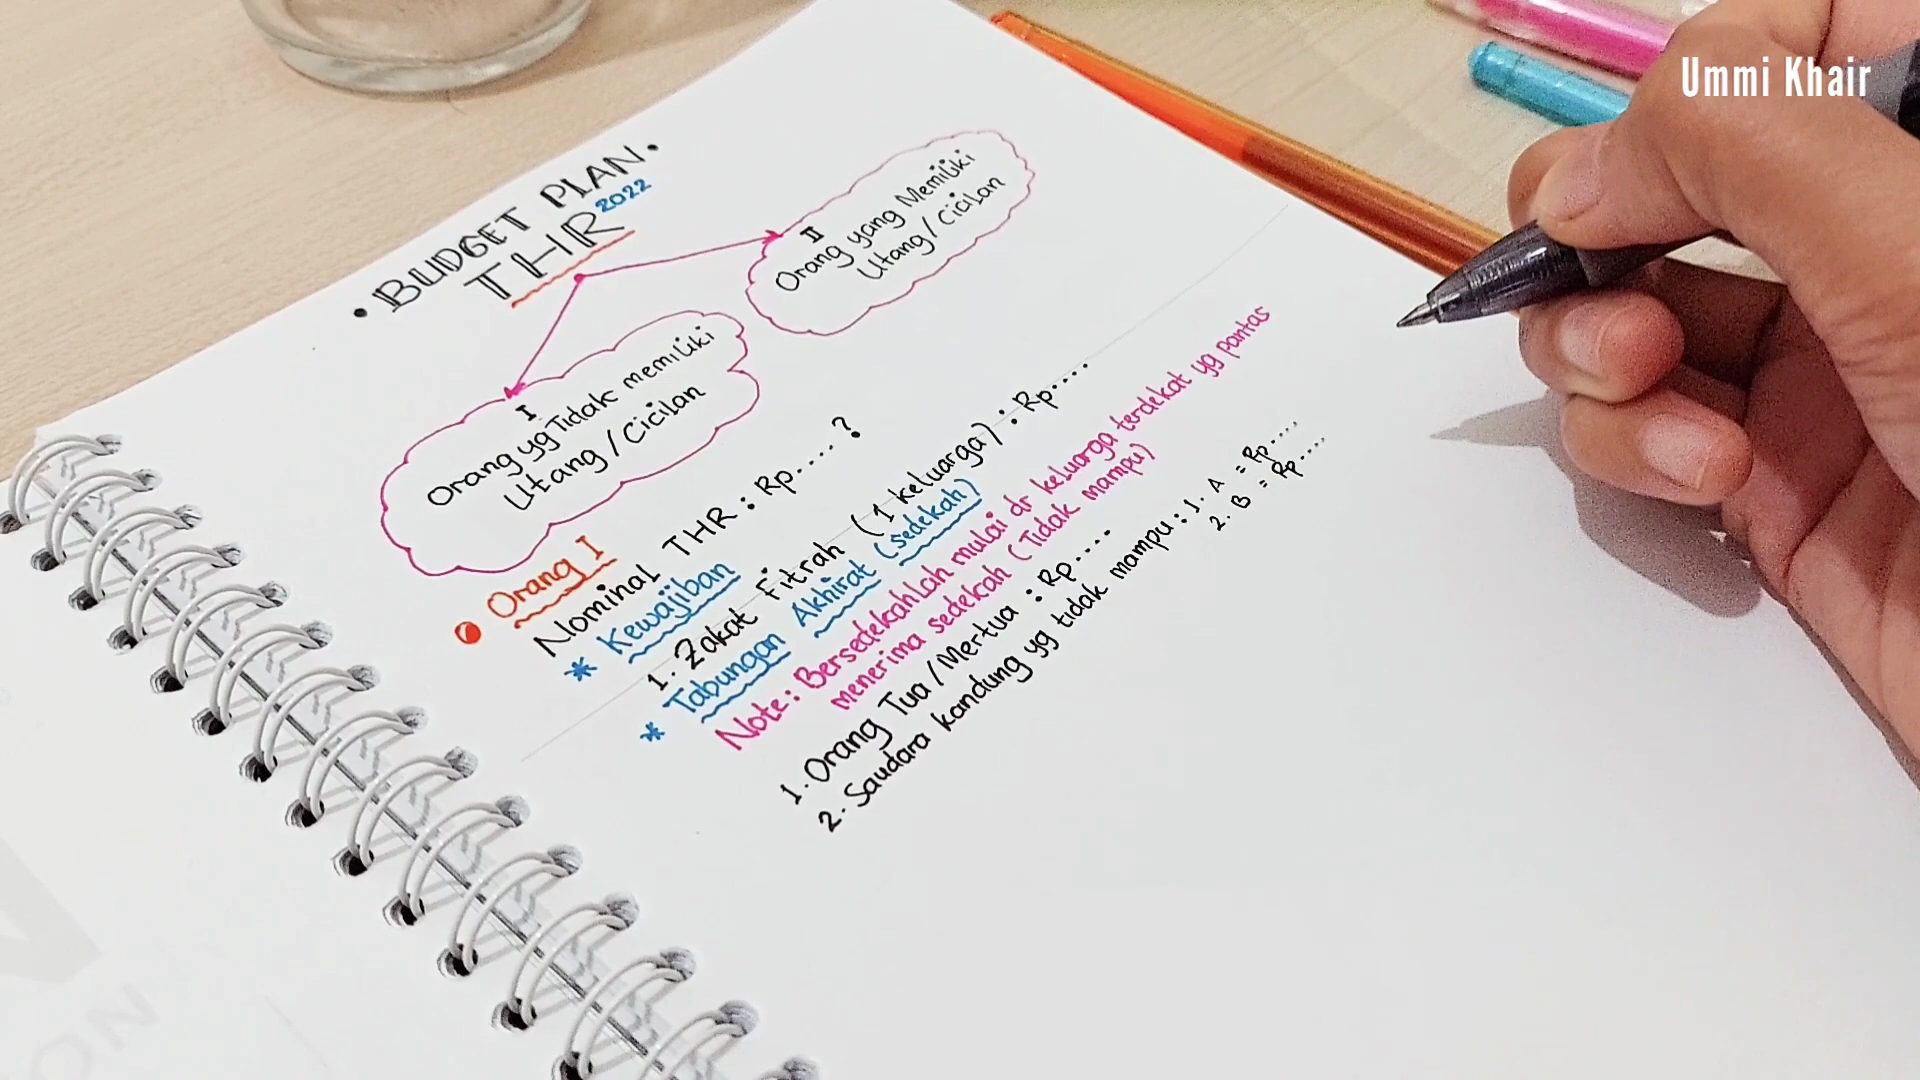 Ummi Khair
• BUDGET PLAN •
THR 2022
I
Orang yg Tidak memiliki
Utang / Cicilan
II
Orang yang Memiliki
Utang / Cicilan
• Orang I
Nominal THR : Rp.... ?
* Kewajiban
1. Zakat Fitrah (1 keluarga) : Rp....
* Tabungan Akhirat (sedekah)
Note: Bersedekahlah mulai dr keluarga terdekat yg pantas
menerima sedekah (Tidak mampu)
1. Orang Tua / Mertua : Rp....
2. Saudara kandung yg tidak mampu : 1. A = Rp....
2. B = Rp....